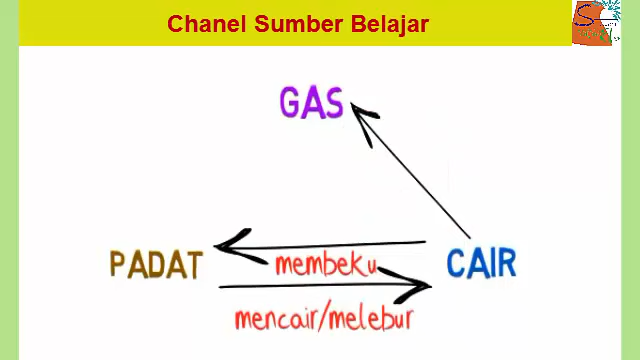 Chanel Sumber Belajar
GAS
PADAT
membeku
CAIR
mencair/melebur